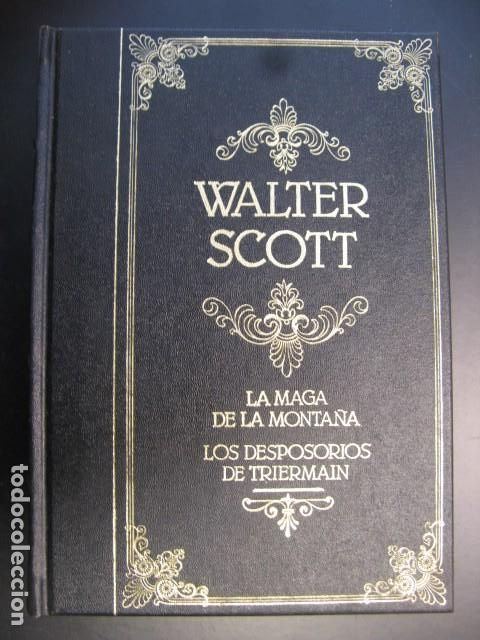 WALTER
SCOTT
LA MAGA
DE LA MONTAÑA
LOS DESPOSORIOS
DE TRIERMAIN
todocoleccion